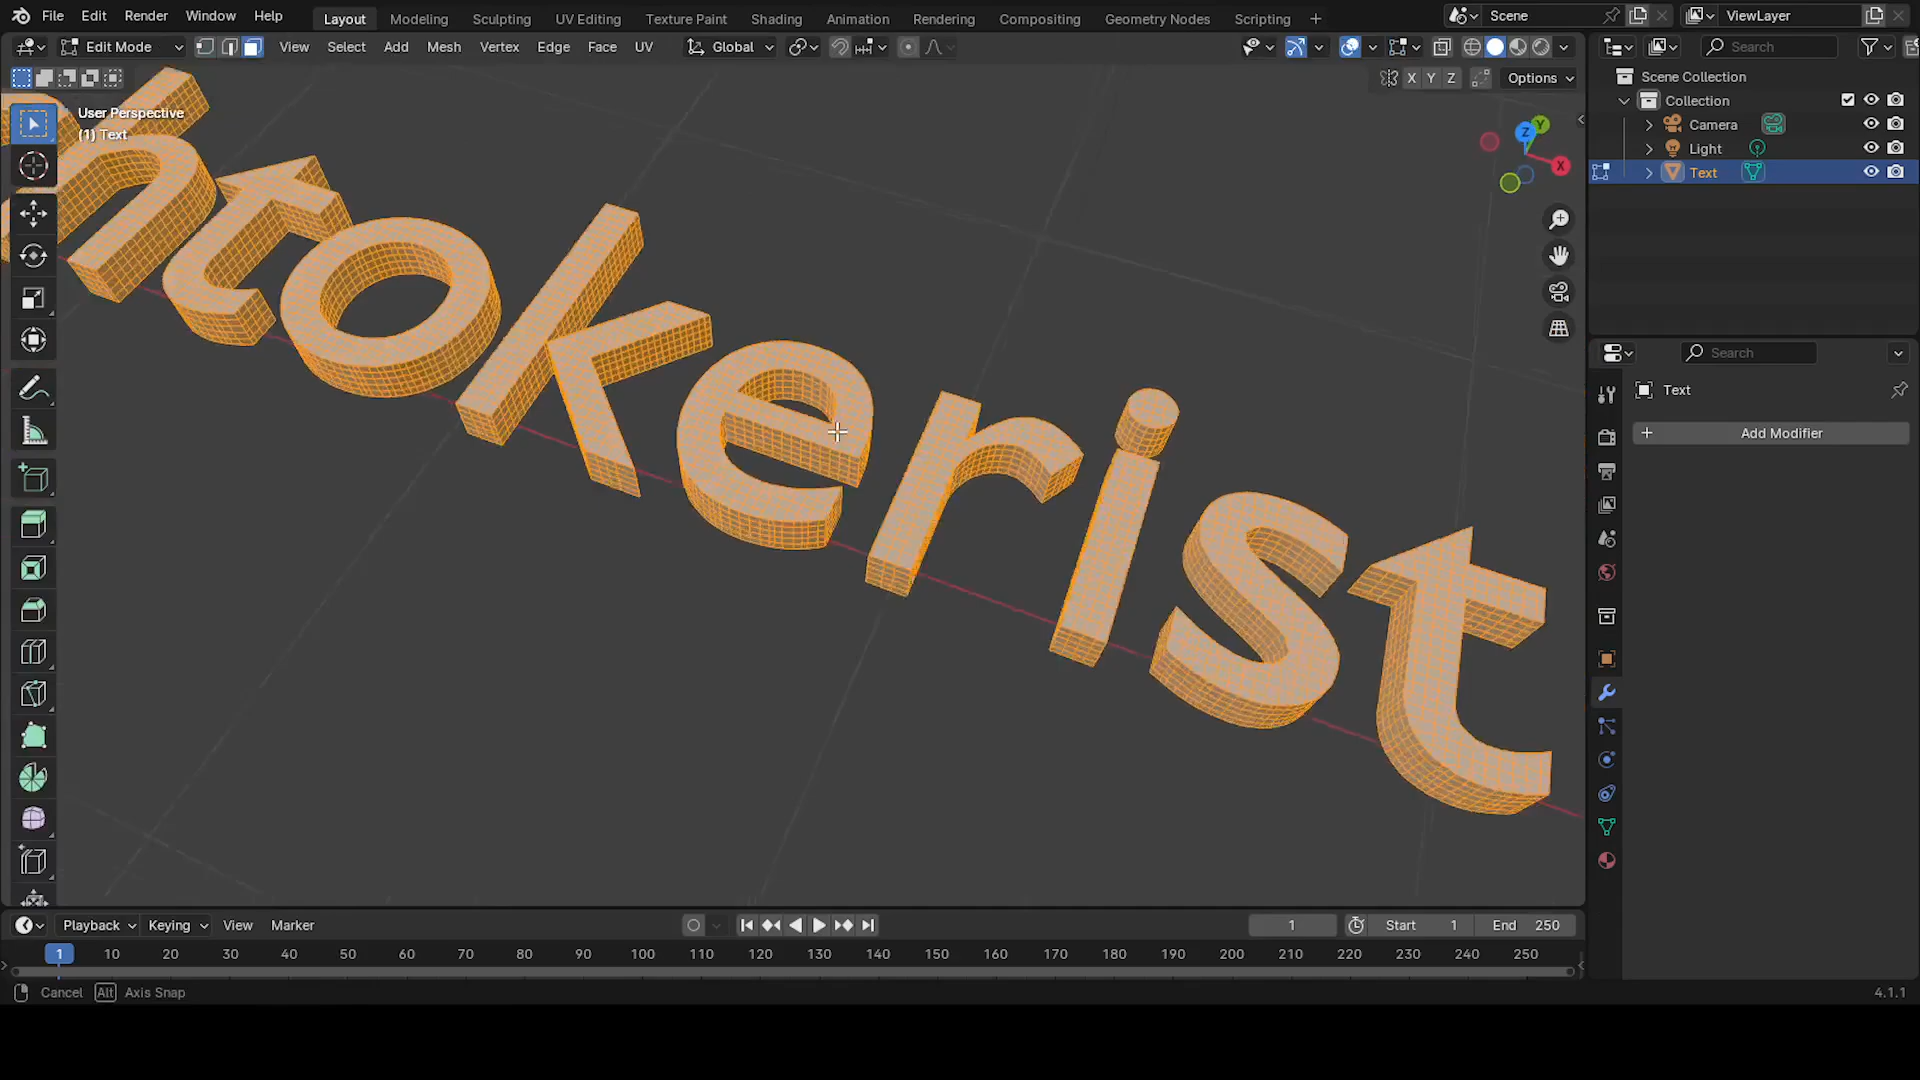 File Edit Render Window Help Layout Modeling Sculpting UV Editing Texture Paint Shading Animation Rendering Compositing Geometry Nodes Scripting + Scene ViewLayer
Edit Mode View Select Add Mesh Vertex Edge Face UV Global Search
X Y Z Options
Scene Collection
Collection
Camera
Light
Text
User Perspective
(1) Text
Z Y X
ntokerist
Search
Text
+ Add Modifier
Playback Keying View Marker 1 Start 1 End 250
1 10 20 30 40 50 60 70 80 90 100 110 120 130 140 150 160 170 180 190 200 210 220 230 240 250
Cancel Alt Axis Snap 4.1.1